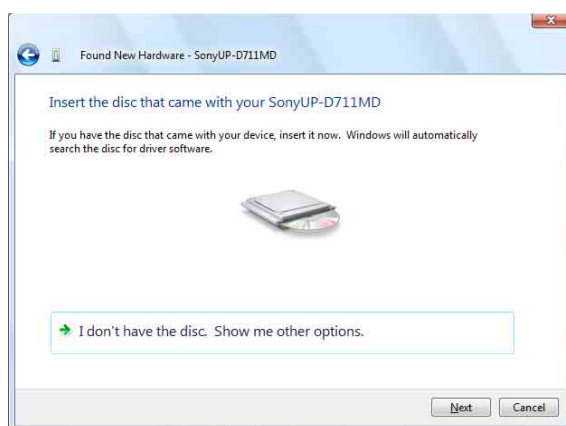 Found New Hardware - SonyUP-D711MD
Insert the disc that came with your SonyUP-D711MD
If you have the disc that came with your device, insert it now.  Windows will automatically
search the disc for driver software.
I don't have the disc.  Show me other options.
Next
Cancel